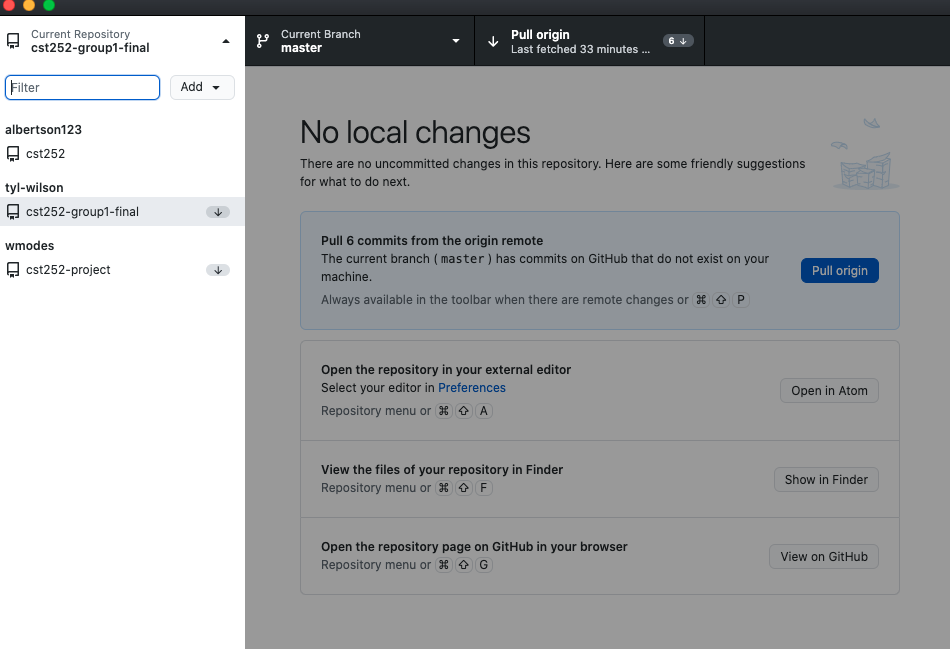 Current Repository
cst252-group1-final
Current Branch
master
Pull origin
Last fetched 33 minutes ...
6
Filter
Add
albertson123
cst252
tyl-wilson
cst252-group1-final
wmodes
cst252-project
No local changes
There are no uncommitted changes in this repository. Here are some friendly suggestions
for what to do next.
Pull 6 commits from the origin remote
The current branch ( master ) has commits on GitHub that do not exist on your
machine.
Always available in the toolbar when there are remote changes or ⌘ ⇧ P
Pull origin
Open the repository in your external editor
Select your editor in Preferences
Repository menu or ⌘ ⇧ A
Open in Atom
View the files of your repository in Finder
Repository menu or ⌘ ⇧ F
Show in Finder
Open the repository page on GitHub in your browser
Repository menu or ⌘ ⇧ G
View on GitHub